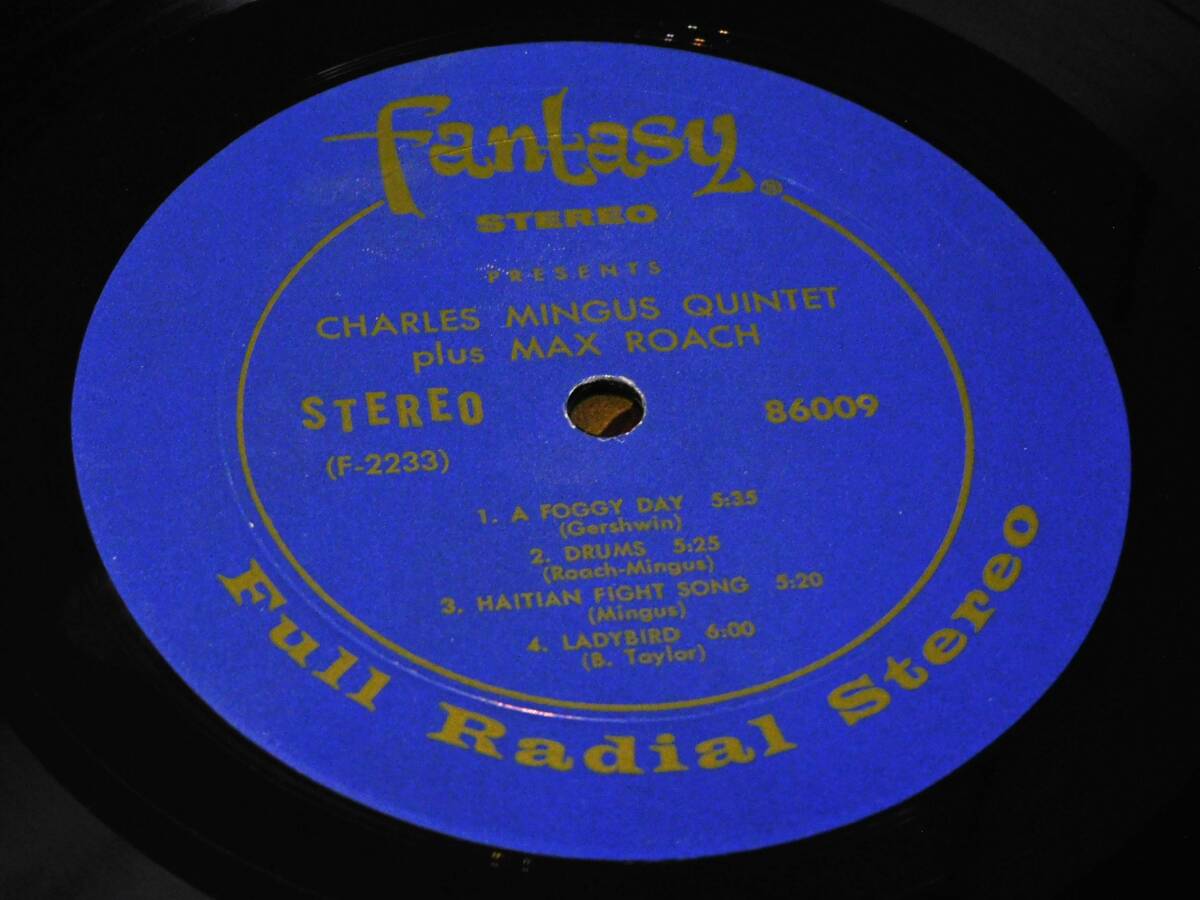 fantasy ®
STEREO
PRESENTS
CHARLES MINGUS QUINTET
plus MAX ROACH
STEREO 86009
(F-2233)
1. A FOGGY DAY 5:35
(Gershwin)
2. DRUMS 5:25
(Roach-Mingus)
3. HAITIAN FIGHT SONG 5:20
(Mingus)
4. LADYBIRD 6:00
(B. Taylor)
Full Radial Stereo